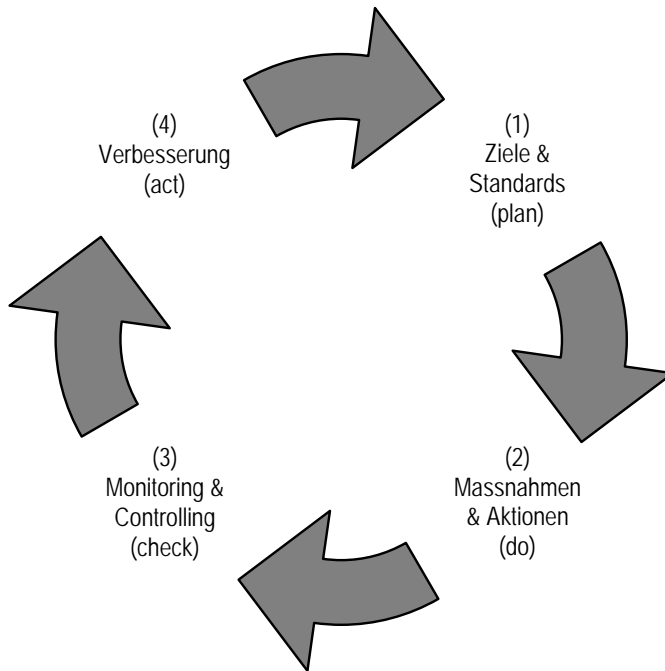 (1)
Ziele &
Standards
(plan)
(2)
Massnahmen
& Aktionen
(do)
(3)
Monitoring &
Controlling
(check)
(4)
Verbesserung
(act)